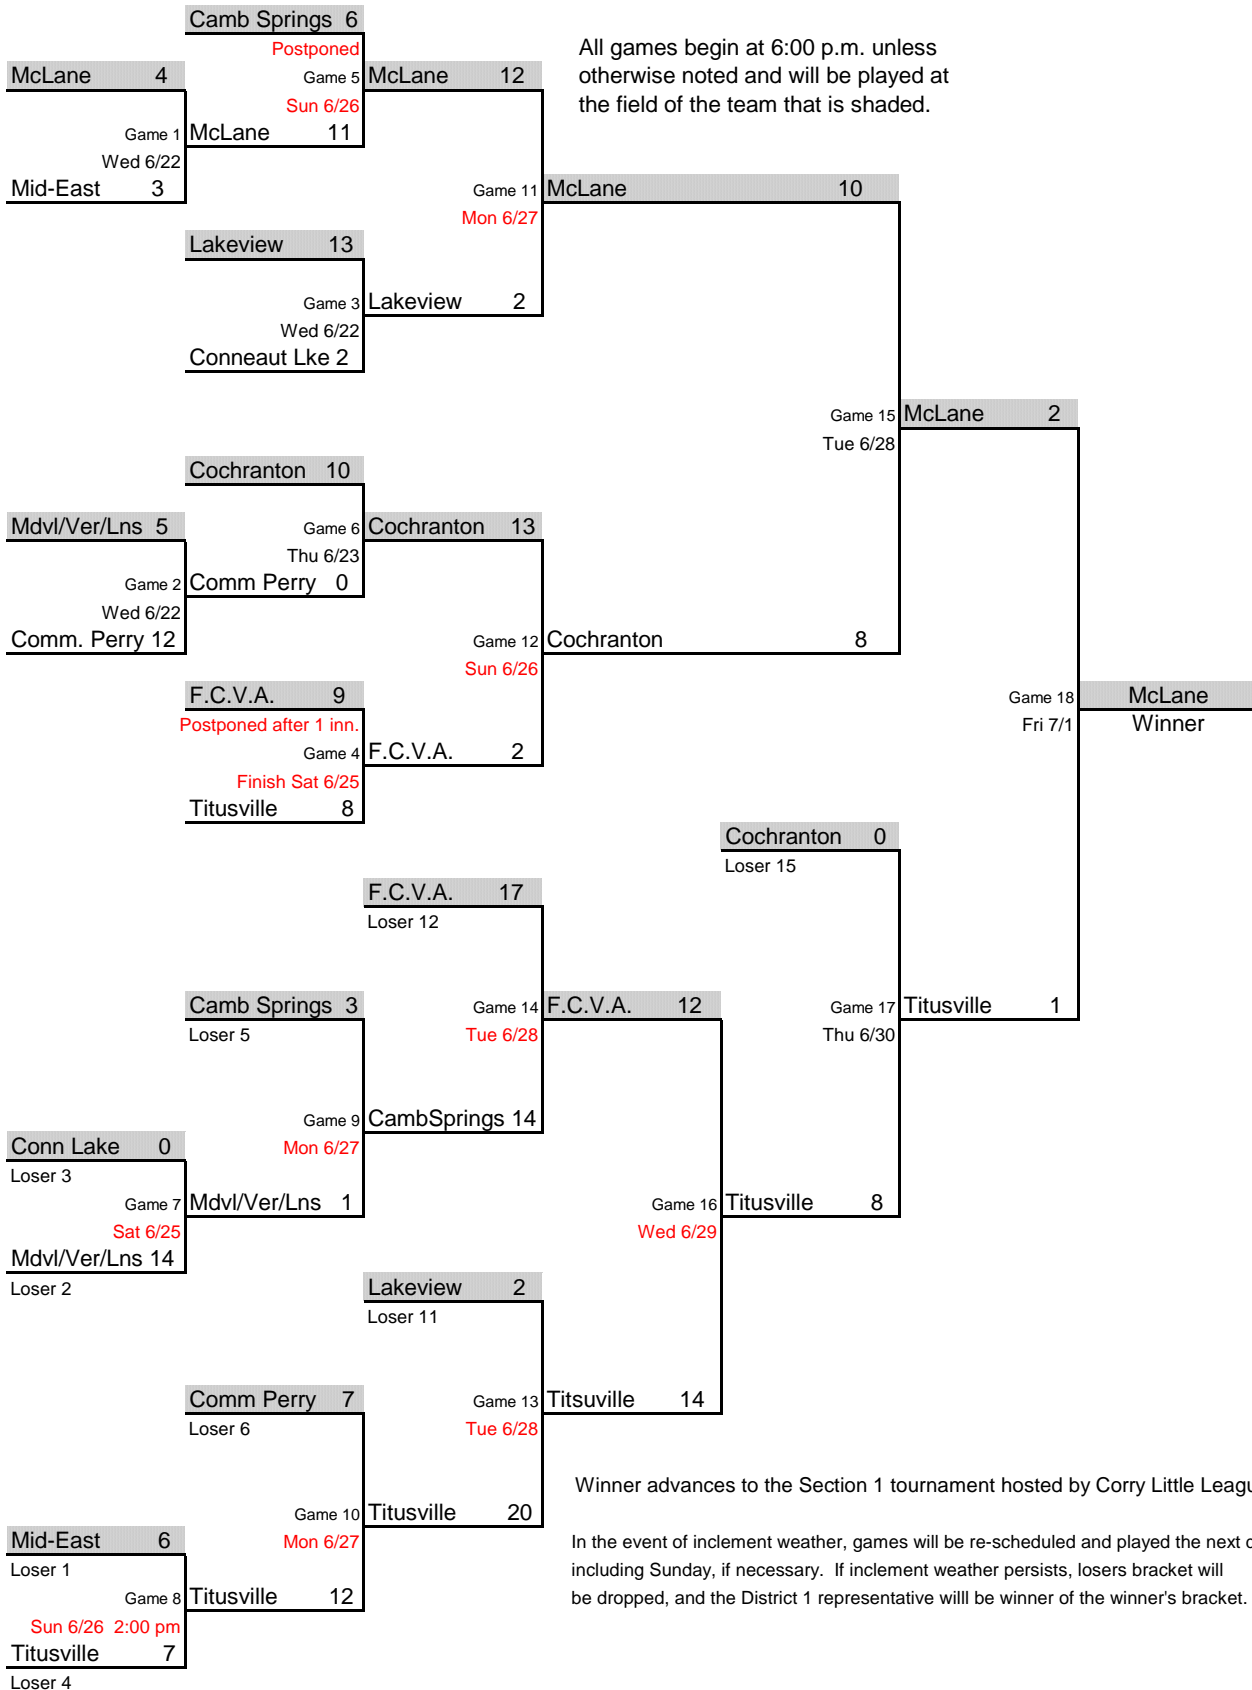 Camb Springs 6
Postponed
All games begin at 6:00 p.m. unless
otherwise noted and will be played at
the field of the team that is shaded.
McLane 4
Game 5 McLane 12
Sun 6/26
Game 1 McLane 11
Wed 6/22
Mid-East 3
Game 11 McLane 10
Mon 6/27
Lakeview 13
Game 3 Lakeview 2
Wed 6/22
Conneaut Lke 2
Game 15 McLane 2
Tue 6/28
Cochranton 10
Mdvl/Ver/Lns 5
Game 6 Cochranton 13
Thu 6/23
Game 2 Comm Perry 0
Wed 6/22
Comm. Perry 12
Game 12 Cochranton 8
Sun 6/26
F.C.V.A. 9
Game 18 McLane
Postponed after 1 inn.
Fri 7/1 Winner
Game 4 F.C.V.A. 2
Finish Sat 6/25
Titusville 8
Cochranton 0
Loser 15
F.C.V.A. 17
Loser 12
Camb Springs 3
Game 14 F.C.V.A. 12
Game 17 Titusville 1
Loser 5
Tue 6/28
Thu 6/30
Game 9 CambSprings 14
Conn Lake 0
Mon 6/27
Loser 3
Game 7 Mdvl/Ver/Lns 1
Game 16 Titusville 8
Sat 6/25
Wed 6/29
Mdvl/Ver/Lns 14
Loser 2
Lakeview 2
Loser 11
Comm Perry 7
Game 13 Titsuville 14
Loser 6
Tue 6/28
Winner advances to the Section 1 tournament hosted by Corry Little
Game 10 Titusville 20
Mid-East 6
Mon 6/27
In the event of inclement weather, games will be re-scheduled and played the next
Loser 1
including Sunday, if necessary. If inclement weather persists, losers bracket will
Game 8 Titusville 12
be dropped, and the District 1 representative willl be winner of the winner's bracket.
Sun 6/26 2:00 pm
Titusville 7
Loser 4